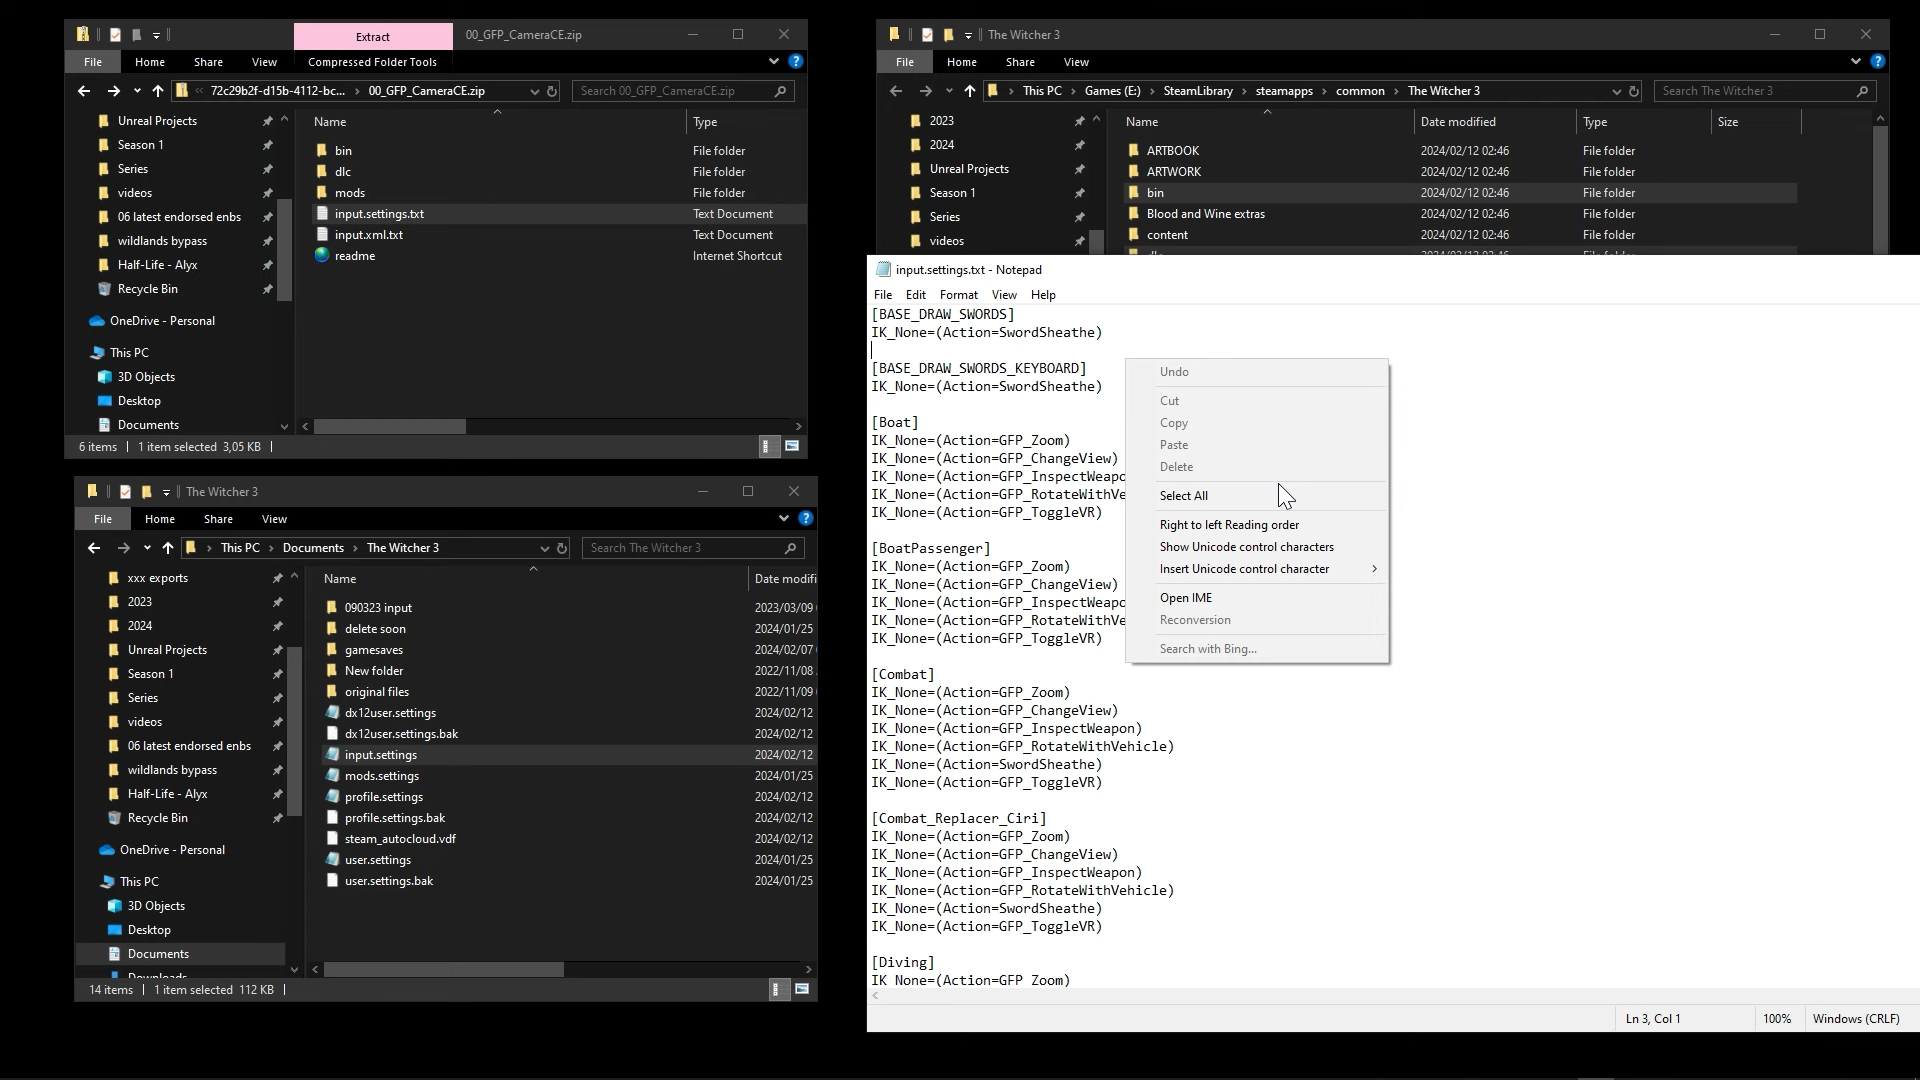 Extract
00_GFP_CameraCE.zip
File
Home
Share
View
Compressed Folder Tools
72c29b2f-d15b-4112-bc...
00_GFP_CameraCE.zip
Search 00_GFP_CameraCE.zip
Unreal Projects
Season 1
Series
videos
06 latest endorsed enbs
wildlands bypass
Half-Life - Alyx
Recycle Bin
OneDrive - Personal
This PC
3D Objects
Desktop
Documents
Name
Type
bin
File folder
dlc
File folder
mods
File folder
input.settings.txt
Text Document
input.xml.txt
Text Document
readme
Internet Shortcut
6 items
1 item selected 3,05 KB
The Witcher 3
File
Home
Share
View
This PC
Games (E:)
SteamLibrary
steamapps
common
The Witcher 3
Search The Witcher 3
2023
2024
Unreal Projects
Season 1
Series
videos
Name
Date modified
Type
Size
ARTBOOK
2024/02/12 02:46
File folder
ARTWORK
2024/02/12 02:46
File folder
bin
2024/02/12 02:46
File folder
Blood and Wine extras
2024/02/12 02:46
File folder
content
2024/02/12 02:46
File folder
The Witcher 3
File
Home
Share
View
This PC
Documents
The Witcher 3
Search The Witcher 3
xxx exports
2023
2024
Unreal Projects
Season 1
Series
videos
06 latest endorsed enbs
wildlands bypass
Half-Life - Alyx
Recycle Bin
OneDrive - Personal
This PC
3D Objects
Desktop
Documents
Downloads
Name
Date modifi
090323 input
2023/03/09
delete soon
2024/01/25
gamesaves
2024/02/07
New folder
2022/11/08
original files
2022/11/09
dx12user.settings
2024/02/12
dx12user.settings.bak
2024/02/12
input.settings
2024/02/12
mods.settings
2024/01/25
profile.settings
2024/02/12
profile.settings.bak
2024/02/12
steam_autocloud.vdf
2024/02/12
user.settings
2024/01/25
user.settings.bak
2024/01/25
14 items
1 item selected 112 KB
input.settings.txt - Notepad
File
Edit
Format
View
Help
[BASE_DRAW_SWORDS]
IK_None=(Action=SwordSheathe)
[BASE_DRAW_SWORDS_KEYBOARD]
IK_None=(Action=SwordSheathe)
[Boat]
IK_None=(Action=GFP_Zoom)
IK_None=(Action=GFP_ChangeView)
IK_None=(Action=GFP_InspectWeapo
IK_None=(Action=GFP_RotateWithVe
IK_None=(Action=GFP_ToggleVR)
[BoatPassenger]
IK_None=(Action=GFP_Zoom)
IK_None=(Action=GFP_ChangeView)
IK_None=(Action=GFP_InspectWeapo
IK_None=(Action=GFP_RotateWithVe
IK_None=(Action=GFP_ToggleVR)
[Combat]
IK_None=(Action=GFP_Zoom)
IK_None=(Action=GFP_ChangeView)
IK_None=(Action=GFP_InspectWeapon)
IK_None=(Action=GFP_RotateWithVehicle)
IK_None=(Action=SwordSheathe)
IK_None=(Action=GFP_ToggleVR)
[Combat_Replacer_Ciri]
IK_None=(Action=GFP_Zoom)
IK_None=(Action=GFP_ChangeView)
IK_None=(Action=GFP_InspectWeapon)
IK_None=(Action=GFP_RotateWithVehicle)
IK_None=(Action=SwordSheathe)
IK_None=(Action=GFP_ToggleVR)
[Diving]
IK_None=(Action=GFP_Zoom)
Undo
Cut
Copy
Paste
Delete
Select All
Right to left Reading order
Show Unicode control characters
Insert Unicode control character
Open IME
Reconversion
Search with Bing...
Ln 3, Col 1
100%
Windows (CRLF)